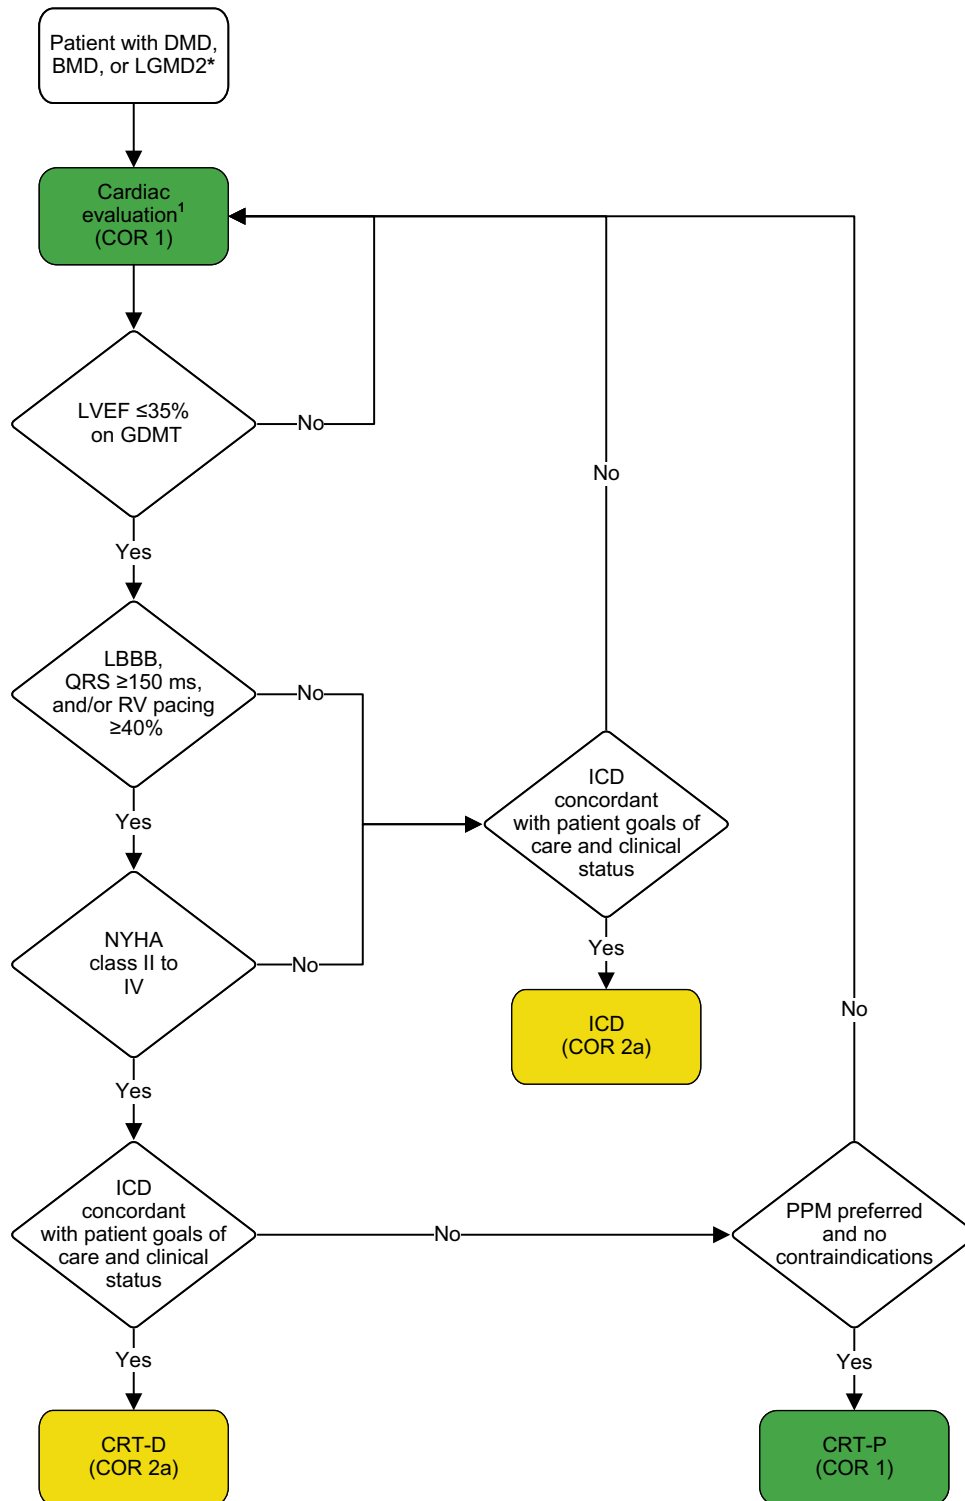 Patient with DMD,
BMD, or LGMD2*
Cardiac
evaluation¹
(COR 1)
LVEF ≤35%
on GDMT
No
Yes
LBBB,
QRS ≥150 ms,
and/or RV pacing
≥40%
No
Yes
NYHA
class II to
IV
No
Yes
ICD
concordant
with patient goals of
care and clinical
status
No
Yes
ICD
(COR 2a)
ICD
concordant
with patient goals of
care and clinical
status
No
Yes
CRT-D
(COR 2a)
PPM preferred
and no
contraindications
No
Yes
CRT-P
(COR 1)